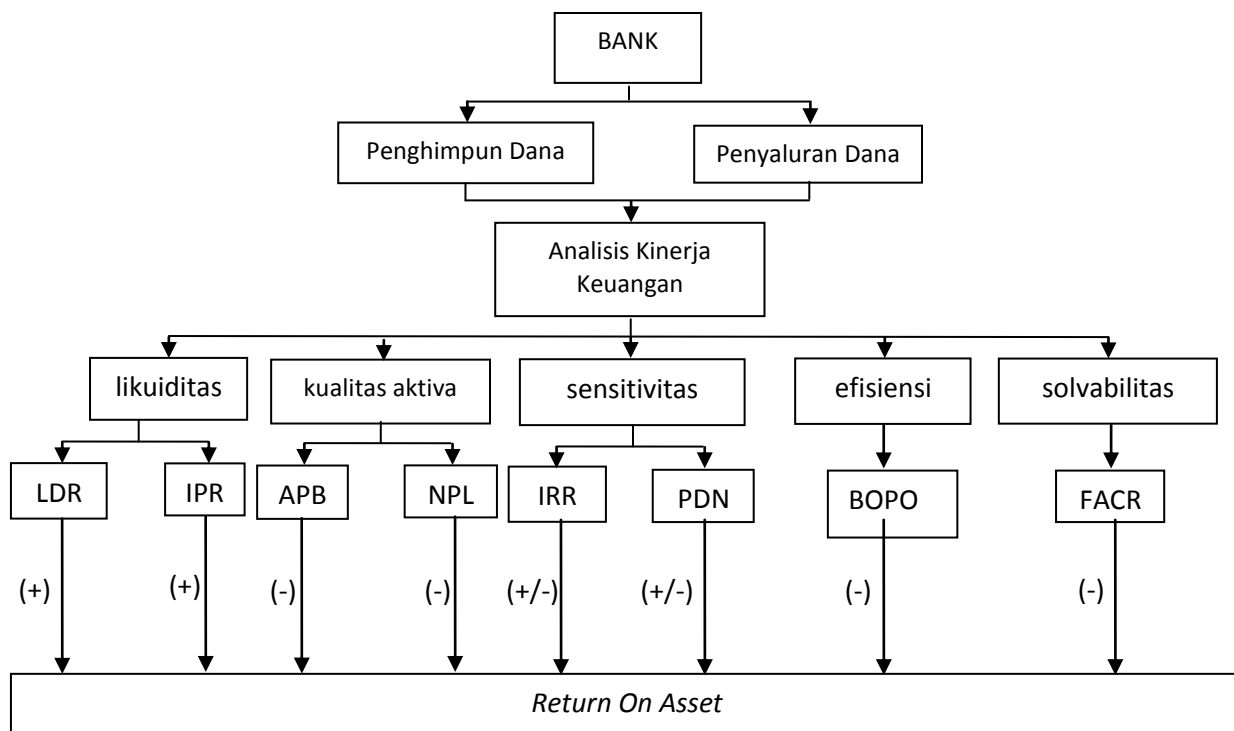 BANK
Penghimpun Dana
Penyaluran Dana
Analisis Kinerja
Keuangan
likuiditas
kualitas aktiva
sensitivitas
efisiensi
solvabilitas
LDR
IPR
APB
NPL
IRR
PDN
BOPO
FACR
(+)
(+)
(-)
(-)
(+/-)
(+/-)
(-)
(-)
Return On Asset